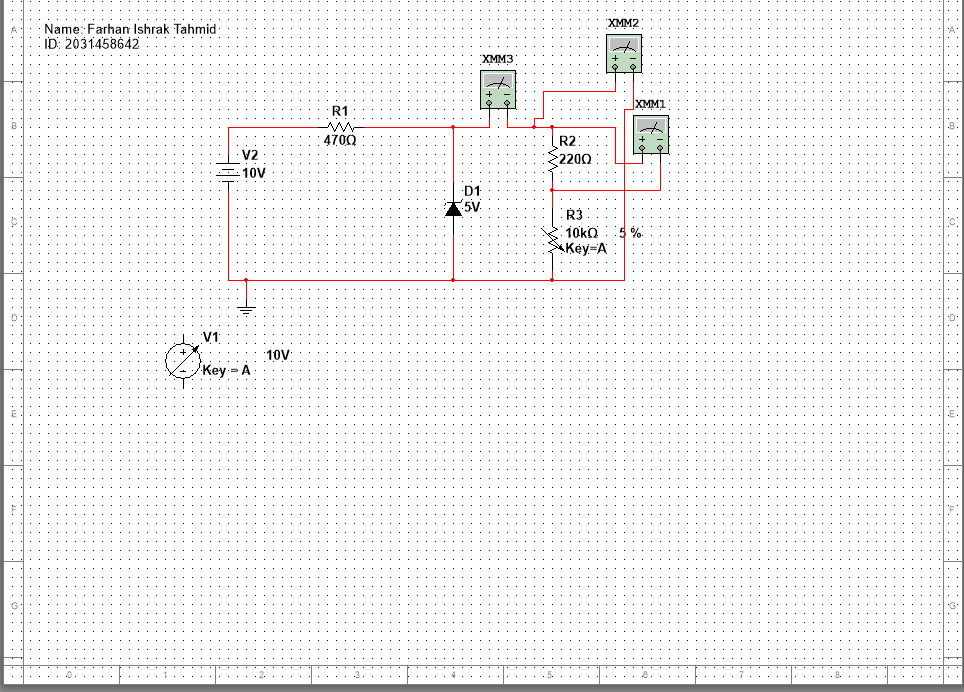 Name: Farhan Ishrak Tahmid
ID: 2031458642
XMM2
XMM3
XMM1
R1
470Ω
R2
220Ω
V2
10V
D1
5V
R3
10kΩ 5 %
Key=A
V1
10V
Key = A
A A
B B
C C
D D
E E
F F
G G
0 1 2 3 4 5 6 7 8